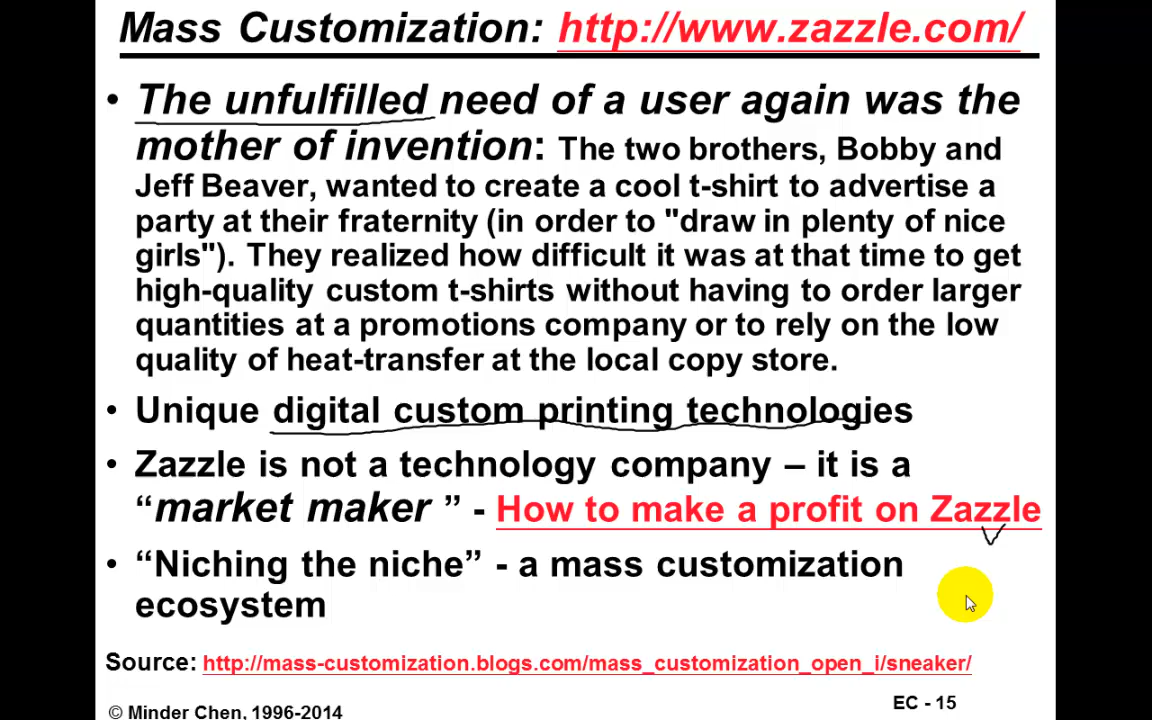 Mass Customization: http://www.zazzle.com/
• The unfulfilled need of a user again was the
mother of invention: The two brothers, Bobby and
Jeff Beaver, wanted to create a cool t-shirt to advertise a
party at their fraternity (in order to "draw in plenty of nice
girls"). They realized how difficult it was at that time to get
high-quality custom t-shirts without having to order larger
quantities at a promotions company or to rely on the low
quality of heat-transfer at the local copy store.
• Unique digital custom printing technologies
• Zazzle is not a technology company – it is a
“market maker ” - How to make a profit on Zazzle
• “Niching the niche” - a mass customization
ecosystem
Source: http://mass-customization.blogs.com/mass_customization_open_i/sneaker/
EC - 15
© Minder Chen, 1996-2014